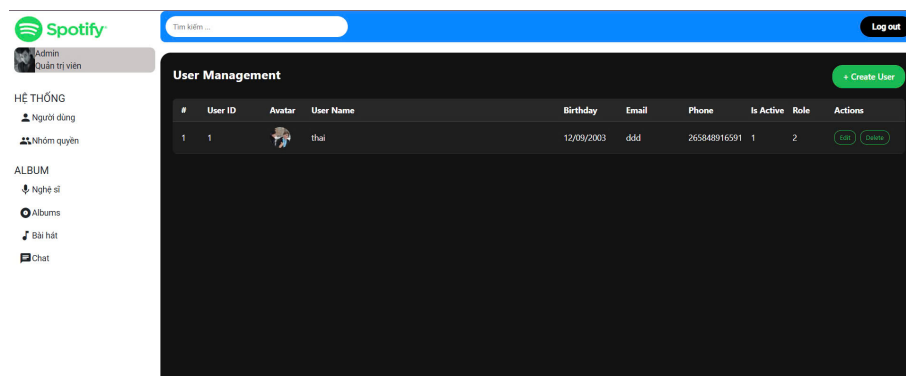 Spotify
Admin
Quản trị viên
HỆ THỐNG
Người dùng
Nhóm quyền
ALBUM
Nghệ sĩ
Albums
Bài hát
Chat
Tìm kiếm ...
Log out
User Management
+ Create User
# User ID Avatar User Name Birthday Email Phone Is Active Role Actions
1 1 thai 12/09/2003 ddd 265848916591 1 2 Edit Delete